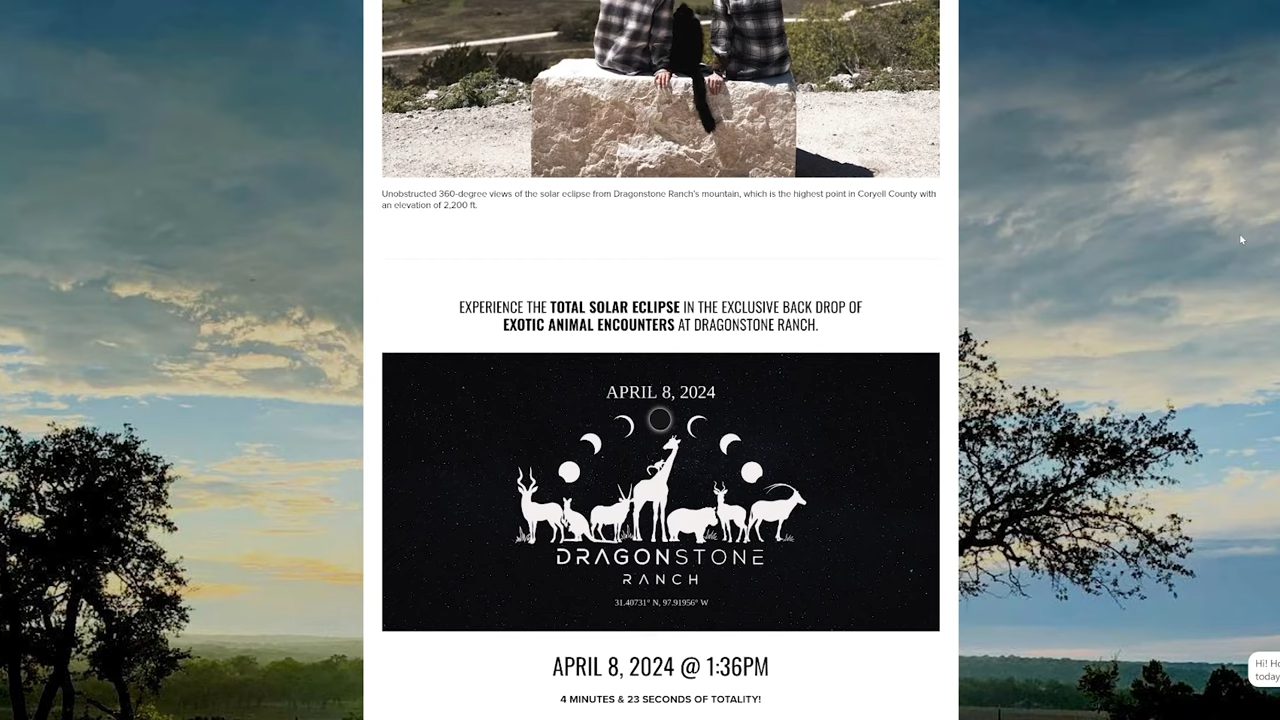 Unobstructed 360-degree views of the solar eclipse from Dragonstone Ranch's mountain, which is the highest point in Coryell County with
an elevation of 2,200 ft.
EXPERIENCE THE TOTAL SOLAR ECLIPSE IN THE EXCLUSIVE BACK DROP OF
EXOTIC ANIMAL ENCOUNTERS AT DRAGONSTONE RANCH.
APRIL 8, 2024
DRAGONSTONE
RANCH
31.40731° N, 97.91956° W
APRIL 8, 2024 @ 1:36PM
4 MINUTES & 23 SECONDS OF TOTALITY!
Hi! Ho
today